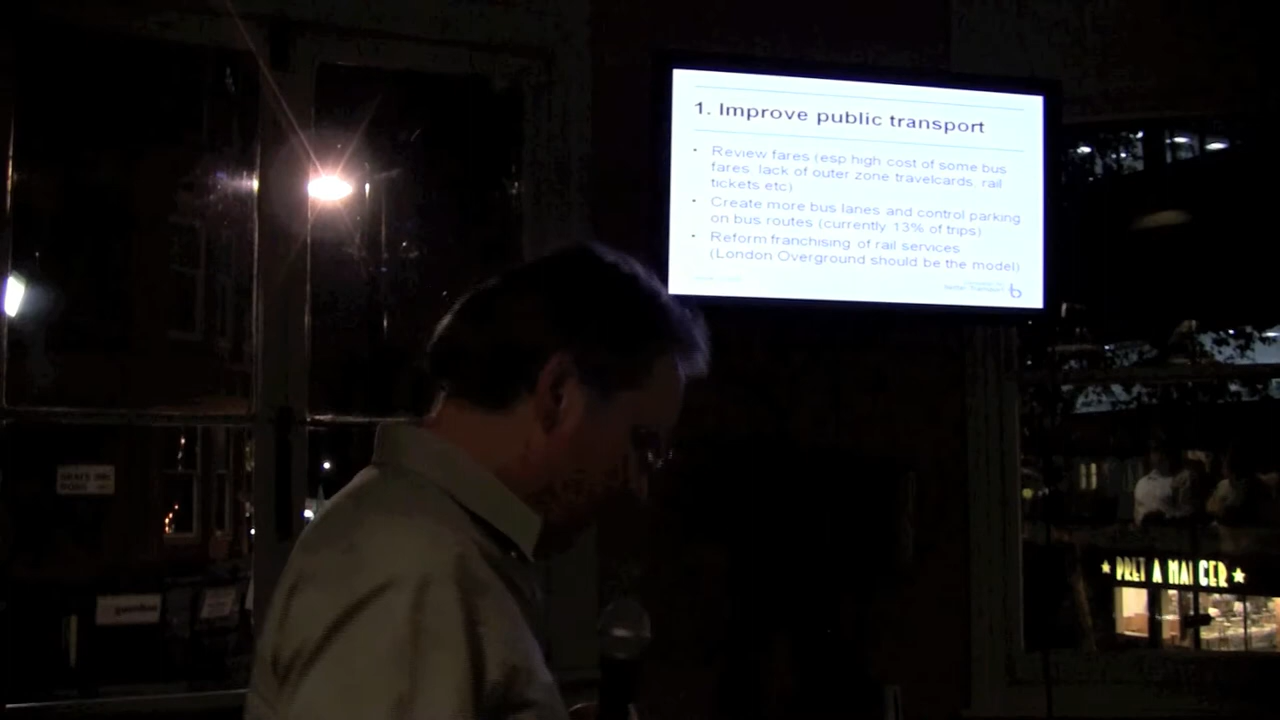 1. Improve public transport
• Review fares (esp high cost of some bus
fares, lack of outer zone travelcards, rail
tickets etc)
• Create more bus lanes and control parking
on bus routes (currently 13% of trips)
• Reform franchising of rail services
(London Overground should be the model)
better transport
★ PRET A MANGER ★